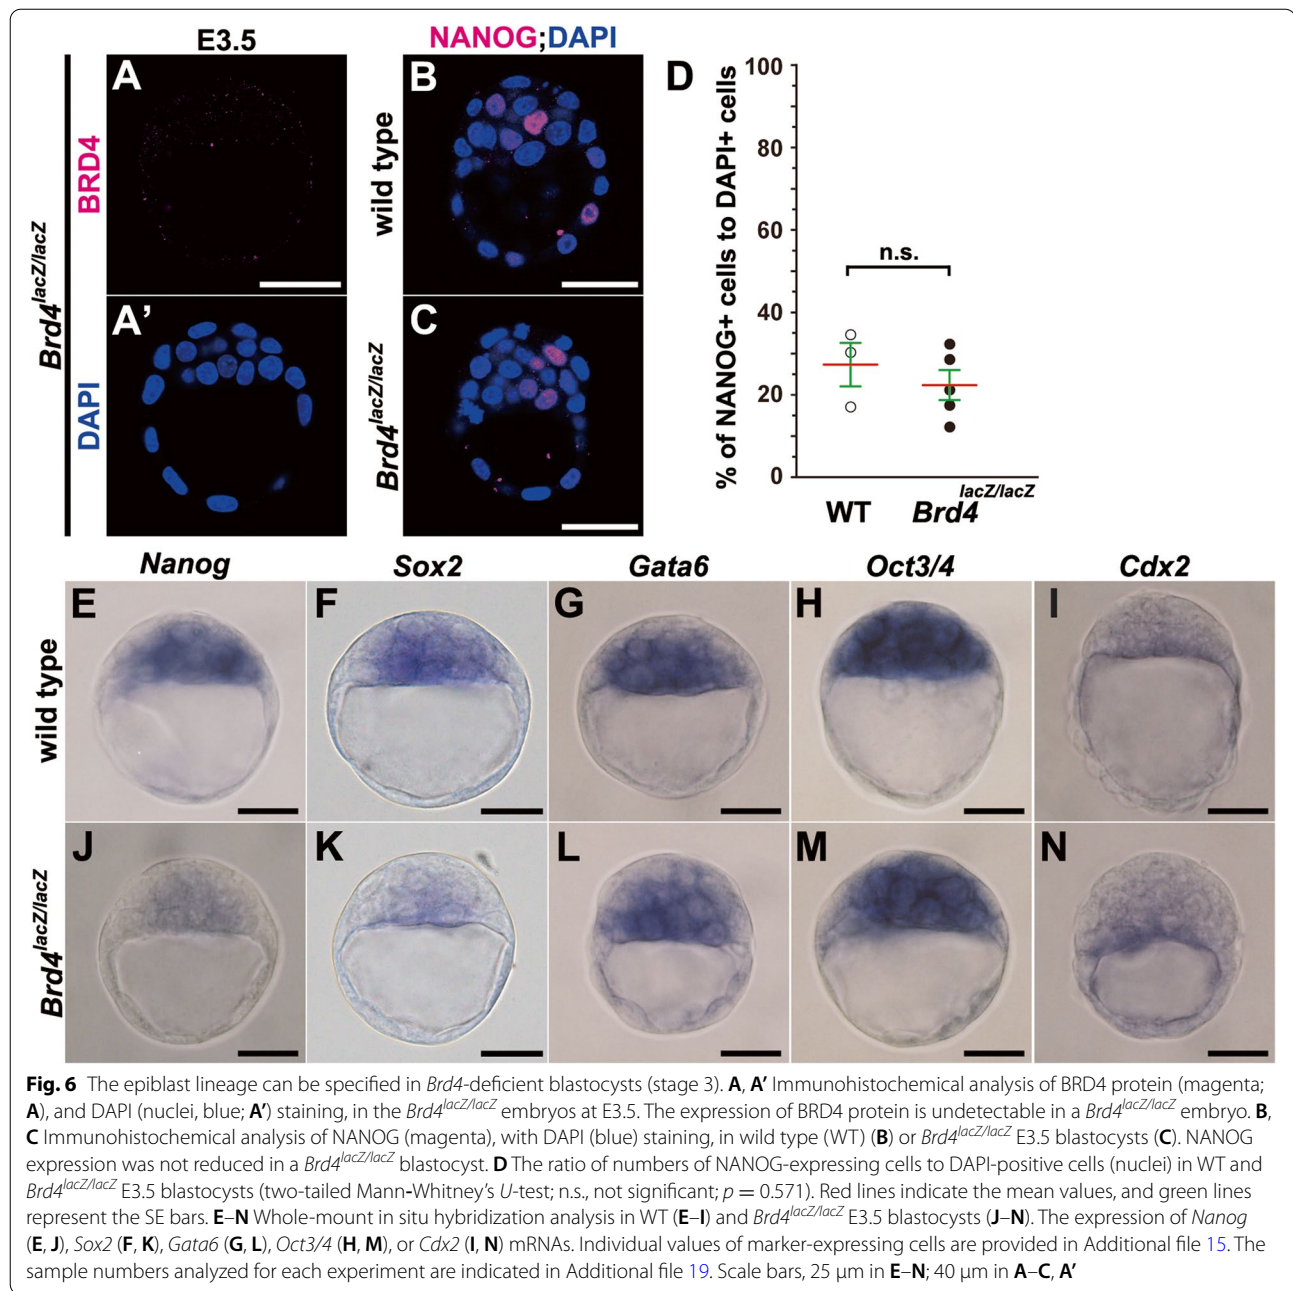 E3.5
NANOG;DAPI
A
B
D
BRD4
Brd4lacZ/lacZ
wild type
A’
C
DAPI
Brd4lacZ/lacZ
% of NANOG+ cells to DAPI+ cells
100
80
60
40
20
0
n.s.
WT
Brd4lacZ/lacZ
Nanog
Sox2
Gata6
Oct3/4
Cdx2
wild type
E
F
G
H
I
Brd4lacZ/lacZ
J
K
L
M
N
Fig. 6 The epiblast lineage can be specified in Brd4-deficient blastocysts (stage 3). A, A’ Immunohistochemical analysis of BRD4 protein (magenta;
A), and DAPI (nuclei, blue; A’) staining, in the Brd4lacZ/lacZ embryos at E3.5. The expression of BRD4 protein is undetectable in a Brd4lacZ/lacZ embryo. B,
C Immunohistochemical analysis of NANOG (magenta), with DAPI (blue) staining, in wild type (WT) (B) or Brd4lacZ/lacZ E3.5 blastocysts (C). NANOG
expression was not reduced in a Brd4lacZ/lacZ blastocyst. D The ratio of numbers of NANOG-expressing cells to DAPI-positive cells (nuclei) in WT and
Brd4lacZ/lacZ E3.5 blastocysts (two-tailed Mann-Whitney’s U-test; n.s., not significant; p = 0.571). Red lines indicate the mean values, and green lines
represent the SE bars. E–N Whole-mount in situ hybridization analysis in WT (E–I) and Brd4lacZ/lacZ E3.5 blastocysts (J–N). The expression of Nanog
(E, J), Sox2 (F, K), Gata6 (G, L), Oct3/4 (H, M), or Cdx2 (I, N) mRNAs. Individual values of marker-expressing cells are provided in Additional file 15. The
sample numbers analyzed for each experiment are indicated in Additional file 19. Scale bars, 25 μm in E–N; 40 μm in A–C, A’